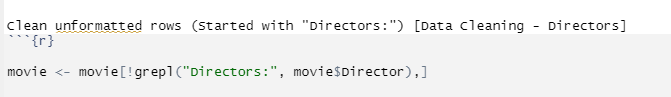 Clean unformatted rows (Started with "Directors:") [Data Cleaning - Directors]
```{r}
movie <- movie[!grepl("Directors:", movie$Director),]